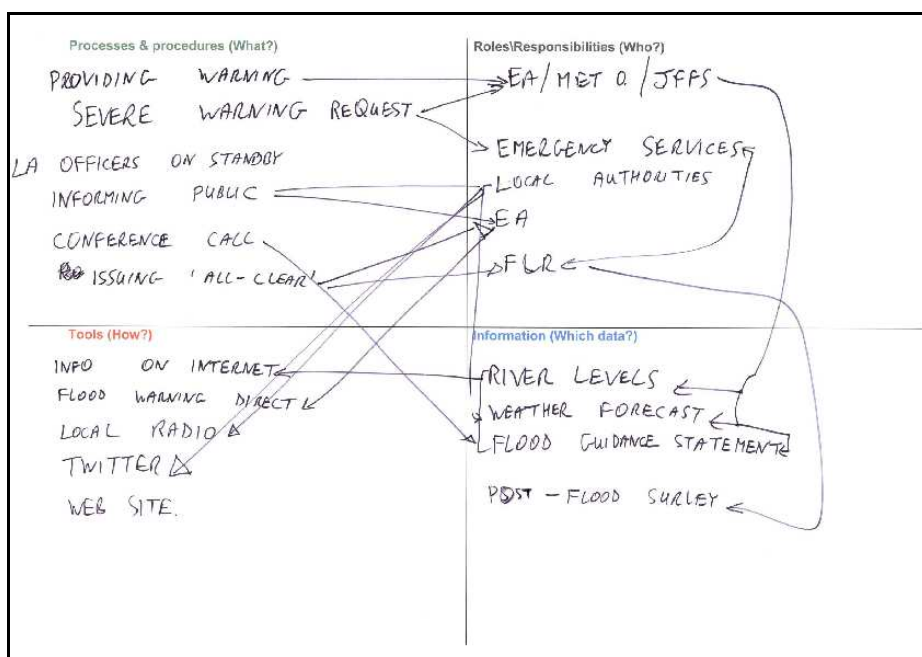 Processes & procedures (What?)
PROVIDING WARNING
SEVERE WARNING REQUEST
LA OFFICERS ON STANDBY
INFORMING PUBLIC
CONFERENCE CALL
ISSUING 'ALL-CLEAR'
Roles\Responsibilities (Who?)
EA/MET O/JFFS
EMERGENCY SERVICES
LOCAL AUTHORITIES
EA
Tools (How?)
INFO ON INTERNET
FLOOD WARNING DIRECT
LOCAL RADIO
TWITTER
WEB SITE.
Information (Which data?)
RIVER LEVELS
WEATHER FORECAST
FLOOD GUIDANCE STATEMENT
POST-FLOOD SURVEY